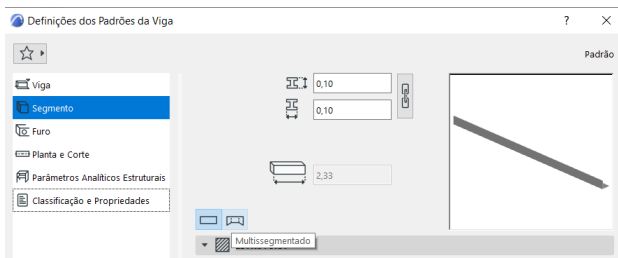 Definições dos Padrões da Viga ? ×
Padrão
Viga
Segmento
Furo
Planta e Corte
Parâmetros Analíticos Estruturais
Classificação e Propriedades
0,10
0,10
2,33
Multissegmentado